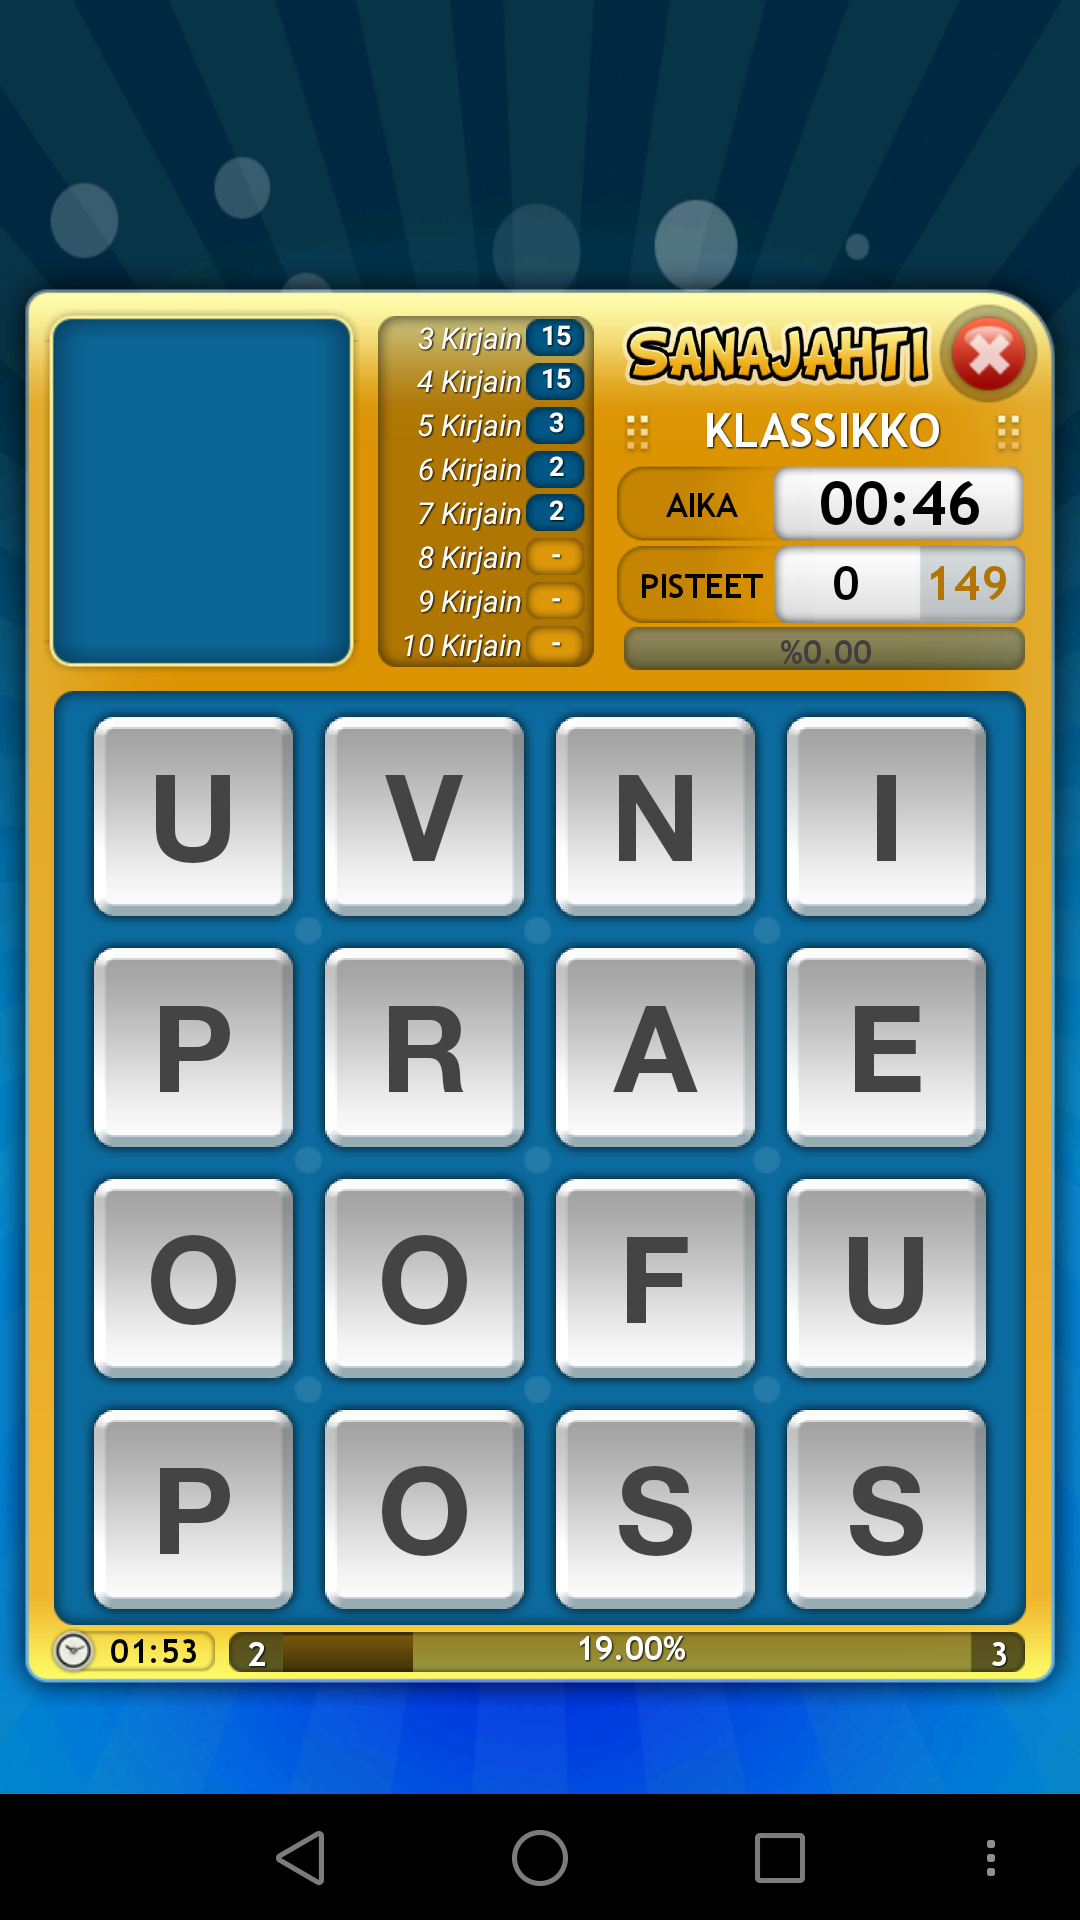 3 Kirjain 15
4 Kirjain 15
5 Kirjain 3
6 Kirjain 2
7 Kirjain 2
8 Kirjain -
9 Kirjain -
10 Kirjain -
SANAJAHTI
KLASSIKKO
AIKA 00:46
PISTEET 0 149
%0.00
U V N I
P R A E
O O F U
P O S S
01:53 2 19.00% 3